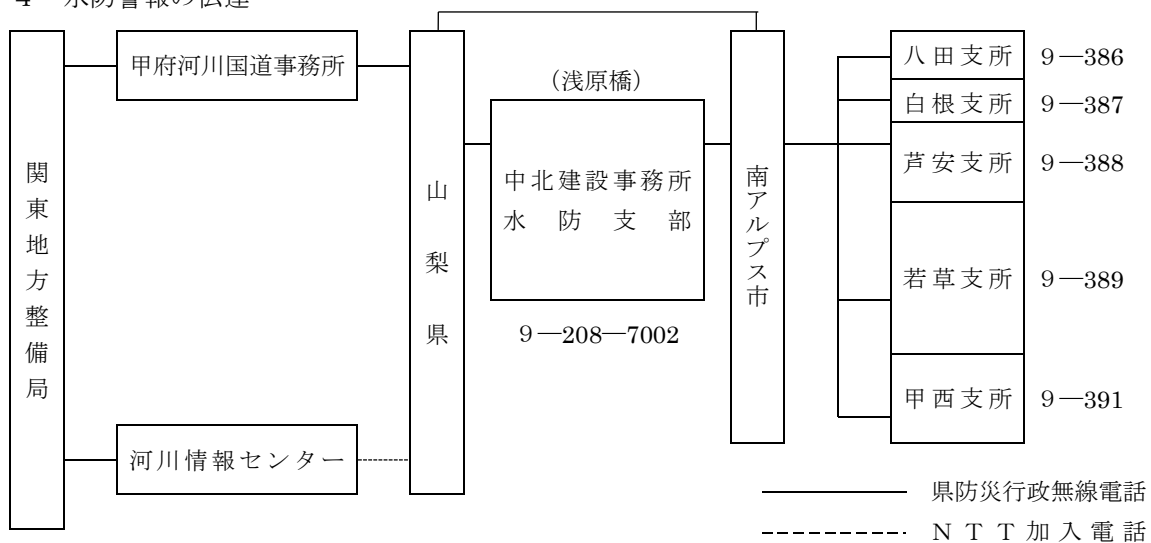 4 水防警報の伝達
関東地方整備局
甲府河川国道事務所
河川情報センター
山梨県
(浅原橋)
中北建設事務所
水防支部
9―208―7002
南アルプス市
八田支所 9―386
白根支所 9―387
芦安支所 9―388
若草支所 9―389
甲西支所 9―391
県防災行政無線電話
NTT加入電話